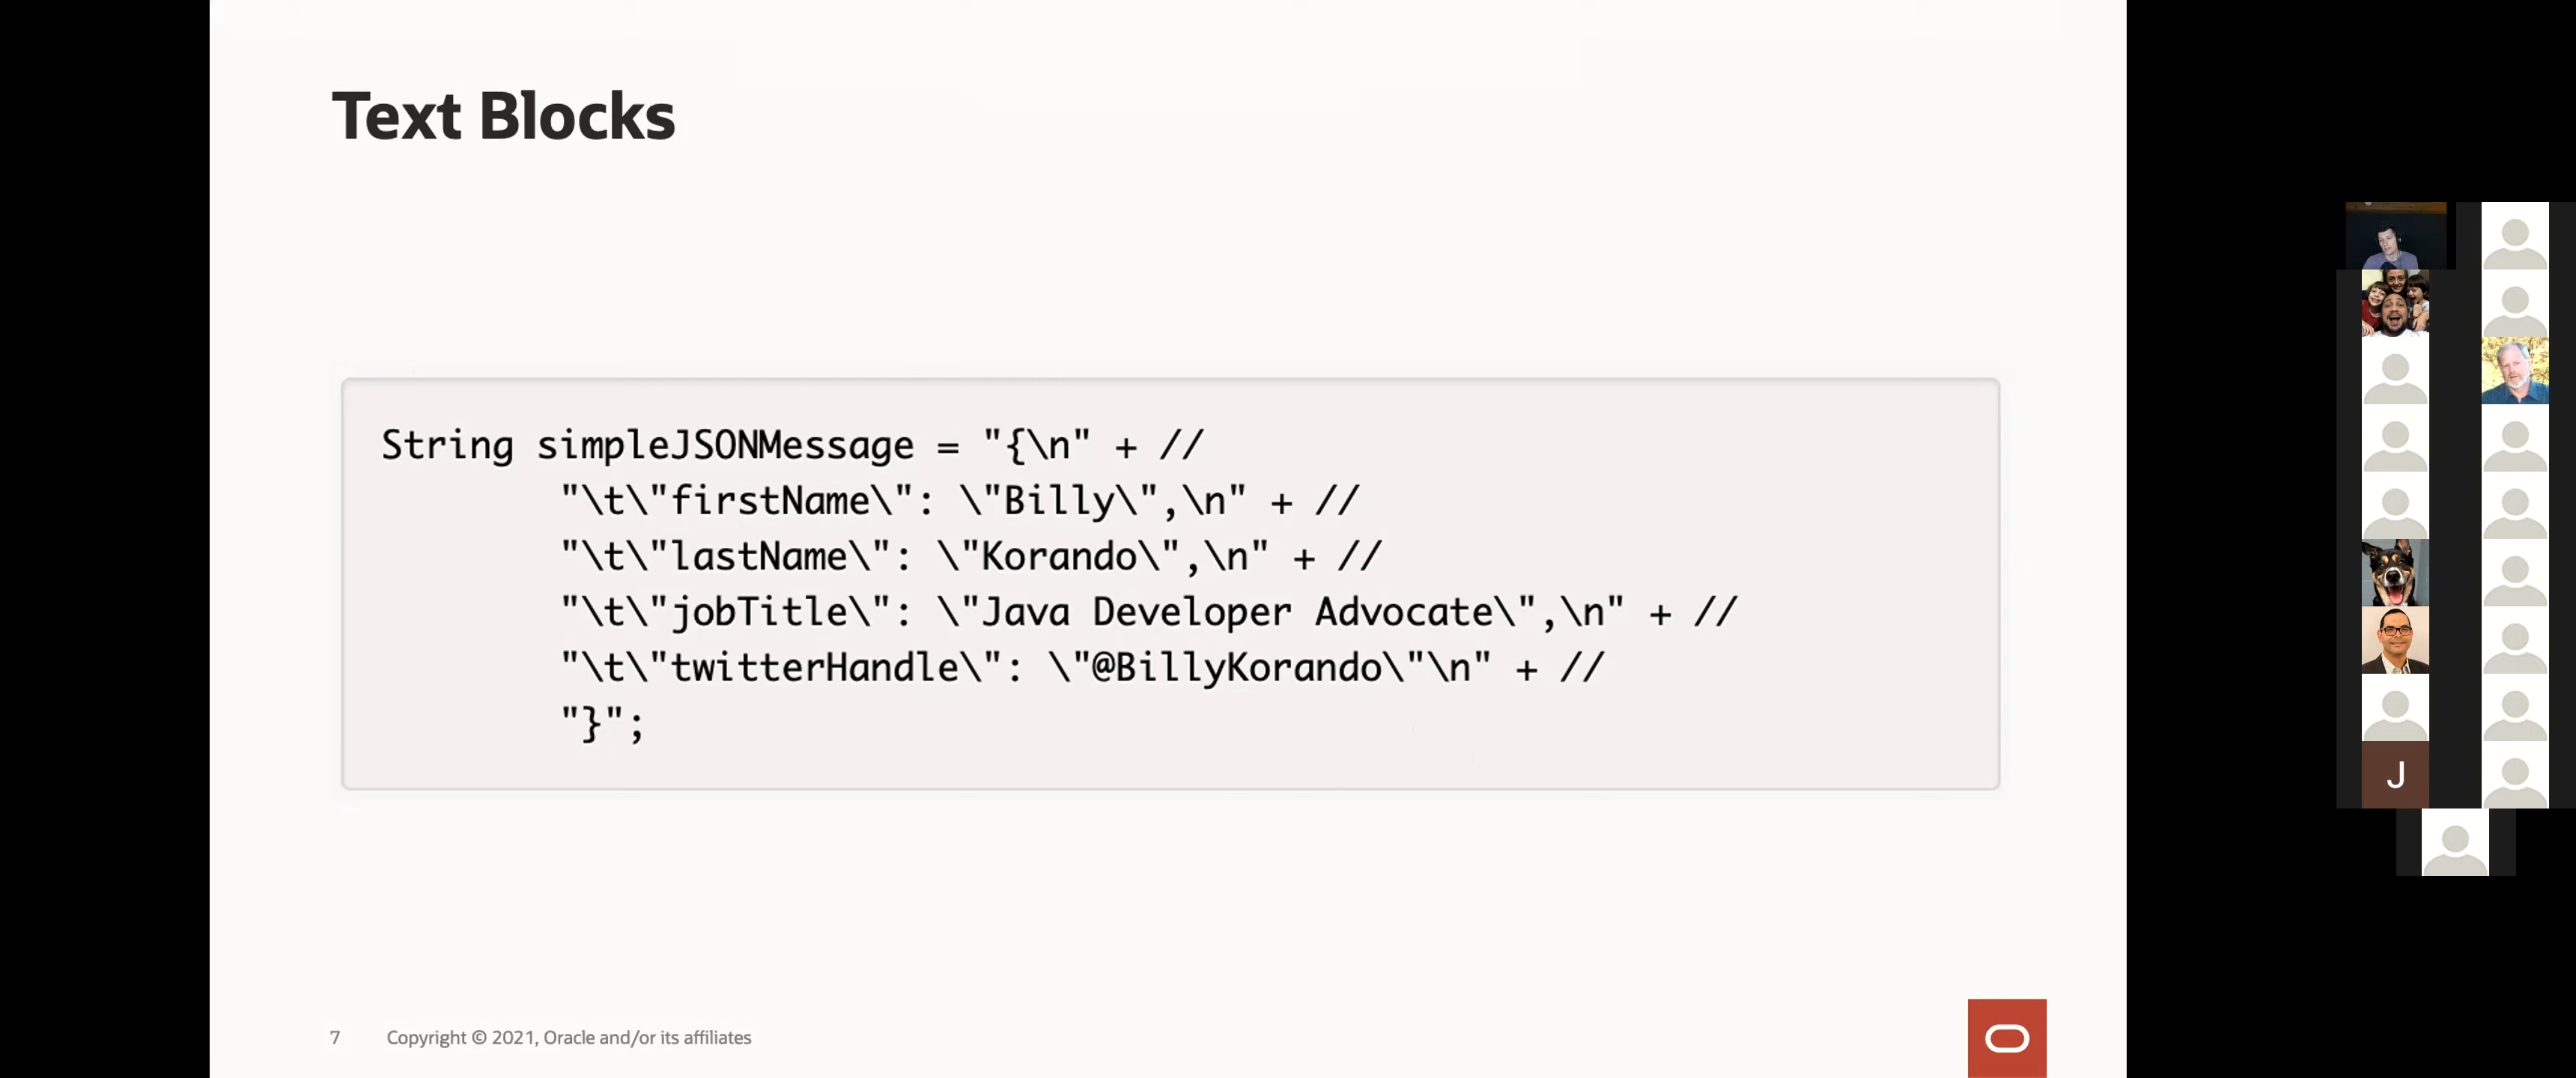 Text Blocks
String simpleJSONMessage = "{\n" + //
"\t\"firstName\": \"Billy\",\n" + //
"\t\"lastName\": \"Korando\",\n" + //
"\t\"jobTitle\": \"Java Developer Advocate\",\n" + //
"\t\"twitterHandle\": \"@BillyKorando\"\n" + //
"}";
7 Copyright © 2021, Oracle and/or its affiliates
J